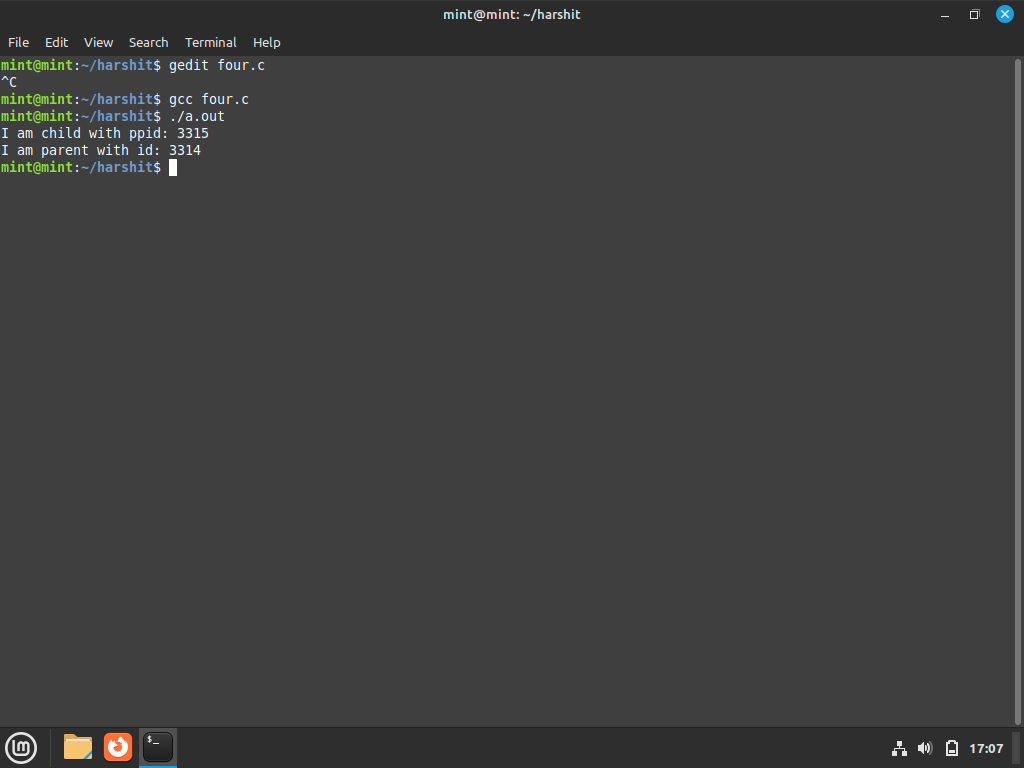 mint@mint: ~/harshit
File Edit View Search Terminal Help
mint@mint:~/harshit$ gedit four.c
^C
mint@mint:~/harshit$ gcc four.c
mint@mint:~/harshit$ ./a.out
I am child with ppid: 3315
I am parent with id: 3314
mint@mint:~/harshit$
$_
17:07